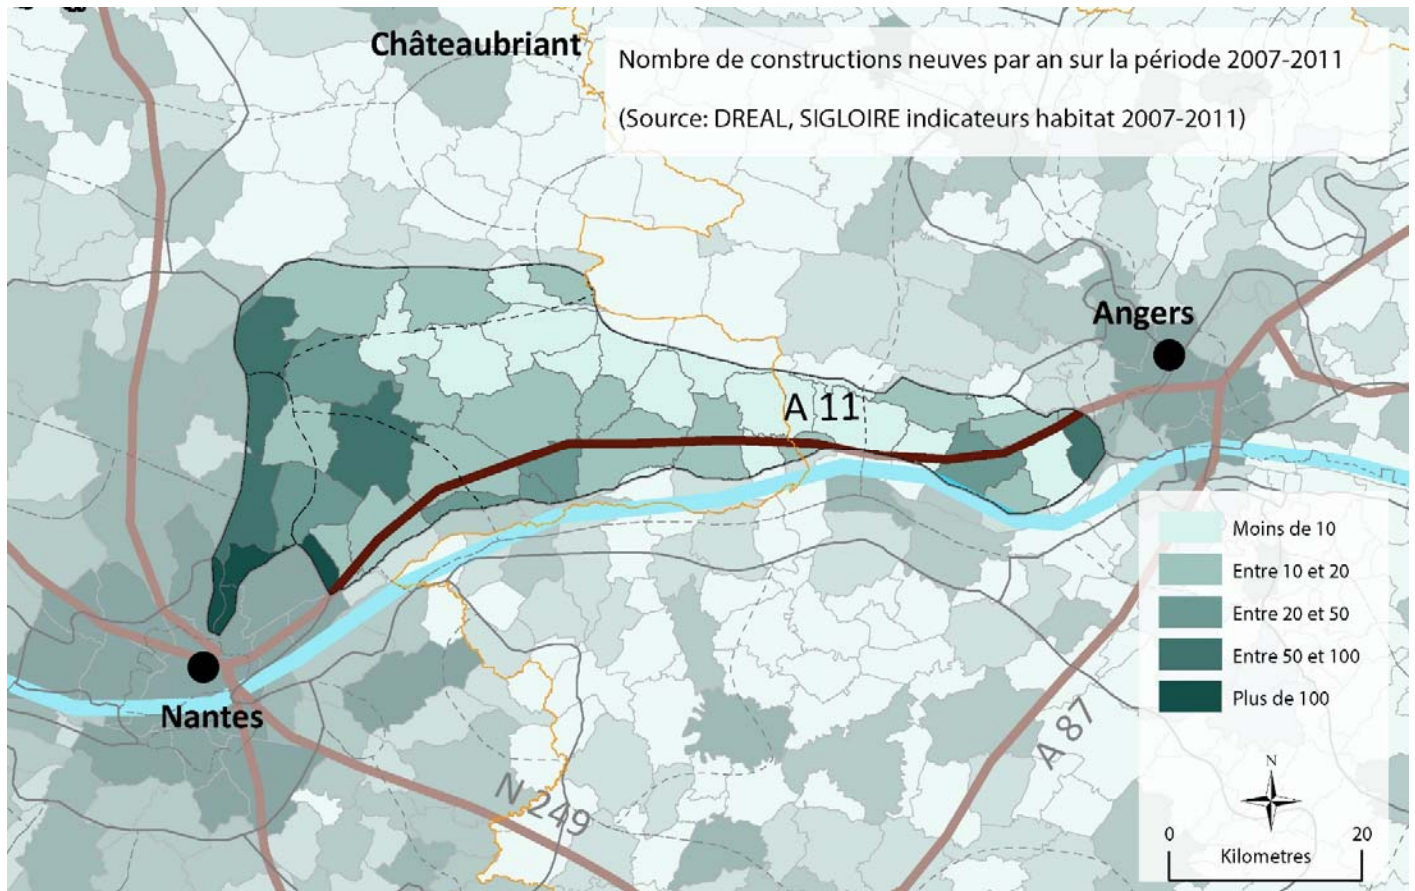 Châteaubriant
Nombre de constructions neuves par an sur la période 2007-2011
(Source: DREAL, SIGLOIRE indicateurs habitat 2007-2011)
Angers
A 11
Moins de 10
Entre 10 et 20
Entre 20 et 50
Entre 50 et 100
Plus de 100
Nantes
N 249
A 87
N
0 20
Kilometres